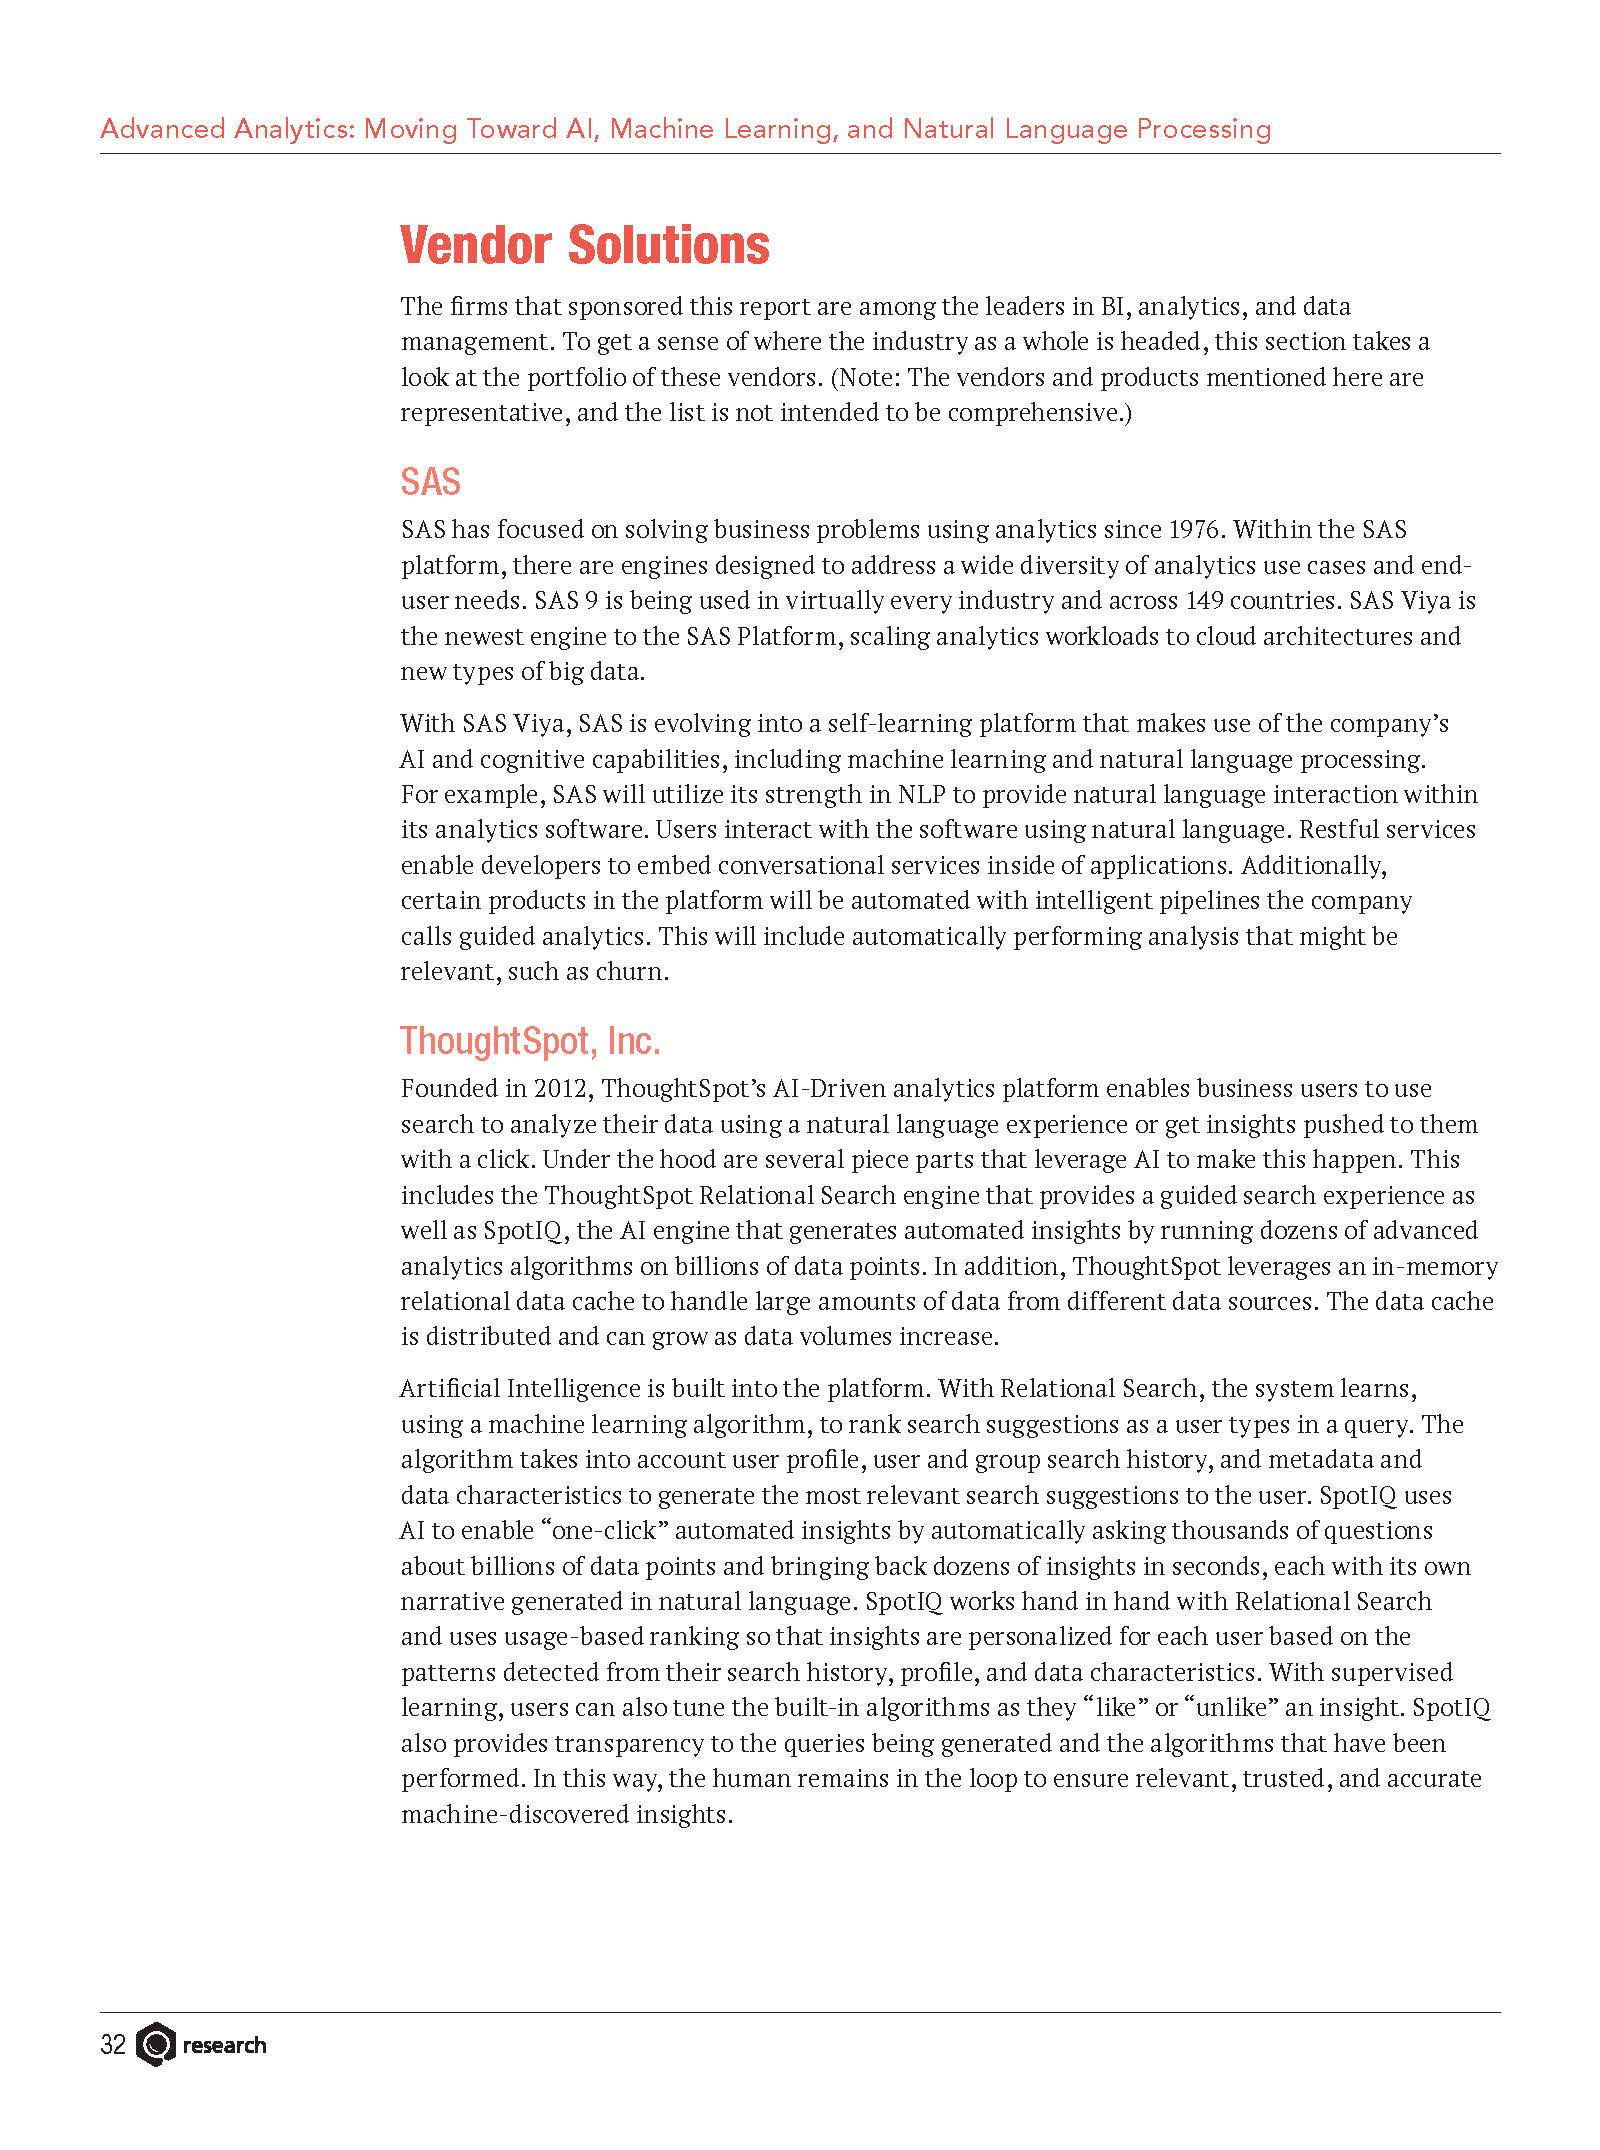 Advanced Analytics: Moving Toward AI, Machine Learning, and Natural Language Processing
Vendor Solutions
The firms that sponsored this report are among the leaders in BI, analytics, and data
management. To get a sense of where the industry as a whole is headed, this section takes a
look at the portfolio of these vendors. (Note: The vendors and products mentioned here are
representative, and the list is not intended to be comprehensive.)
SAS
SAS has focused on solving business problems using analytics since 1976. Within the SAS
platform, there are engines designed to address a wide diversity of analytics use cases and end-
user needs. SAS 9 is being used in virtually every industry and across 149 countries. SAS Viya is
the newest engine to the SAS Platform, scaling analytics workloads to cloud architectures and
new types of big data.
With SAS Viya, SAS is evolving into a self-learning platform that makes use of the company’s
AI and cognitive capabilities, including machine learning and natural language processing.
For example, SAS will utilize its strength in NLP to provide natural language interaction within
its analytics software. Users interact with the software using natural language. Restful services
enable developers to embed conversational services inside of applications. Additionally,
certain products in the platform will be automated with intelligent pipelines the company
calls guided analytics. This will include automatically performing analysis that might be
relevant, such as churn.
ThoughtSpot, Inc.
Founded in 2012, ThoughtSpot’s AI-Driven analytics platform enables business users to use
search to analyze their data using a natural language experience or get insights pushed to them
with a click. Under the hood are several piece parts that leverage AI to make this happen. This
includes the ThoughtSpot Relational Search engine that provides a guided search experience as
well as SpotIQ, the AI engine that generates automated insights by running dozens of advanced
analytics algorithms on billions of data points. In addition, ThoughtSpot leverages an in-memory
relational data cache to handle large amounts of data from different data sources. The data cache
is distributed and can grow as data volumes increase.
Artificial Intelligence is built into the platform. With Relational Search, the system learns,
using a machine learning algorithm, to rank search suggestions as a user types in a query. The
algorithm takes into account user profile, user and group search history, and metadata and
data characteristics to generate the most relevant search suggestions to the user. SpotIQ uses
AI to enable “one-click” automated insights by automatically asking thousands of questions
about billions of data points and bringing back dozens of insights in seconds, each with its own
narrative generated in natural language. SpotIQ works hand in hand with Relational Search
and uses usage-based ranking so that insights are personalized for each user based on the
patterns detected from their search history, profile, and data characteristics. With supervised
learning, users can also tune the built-in algorithms as they “like” or “unlike” an insight. SpotIQ
also provides transparency to the queries being generated and the algorithms that have been
performed. In this way, the human remains in the loop to ensure relevant, trusted, and accurate
machine-discovered insights.
32 research